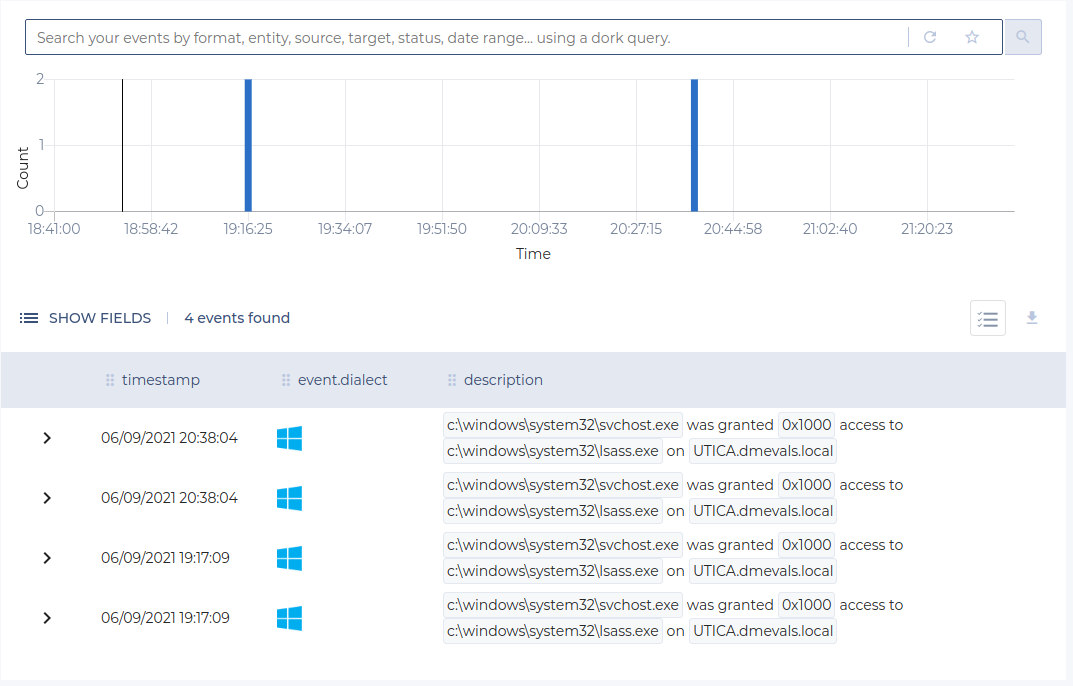 Search your events by format, entity, source, target, status, date range... using a dork query.
2
1
0
Count
18:41:00 18:58:42 19:16:25 19:34:07 19:51:50 20:09:33 20:27:15 20:44:58 21:02:40 21:20:23
Time
SHOW FIELDS 4 events found
timestamp event.dialect description
06/09/2021 20:38:04
c:\windows\system32\svchost.exe was granted 0x1000 access to
c:\windows\system32\lsass.exe on UTICA.dmevals.local
06/09/2021 20:38:04
c:\windows\system32\svchost.exe was granted 0x1000 access to
c:\windows\system32\lsass.exe on UTICA.dmevals.local
06/09/2021 19:17:09
c:\windows\system32\svchost.exe was granted 0x1000 access to
c:\windows\system32\lsass.exe on UTICA.dmevals.local
06/09/2021 19:17:09
c:\windows\system32\svchost.exe was granted 0x1000 access to
c:\windows\system32\lsass.exe on UTICA.dmevals.local